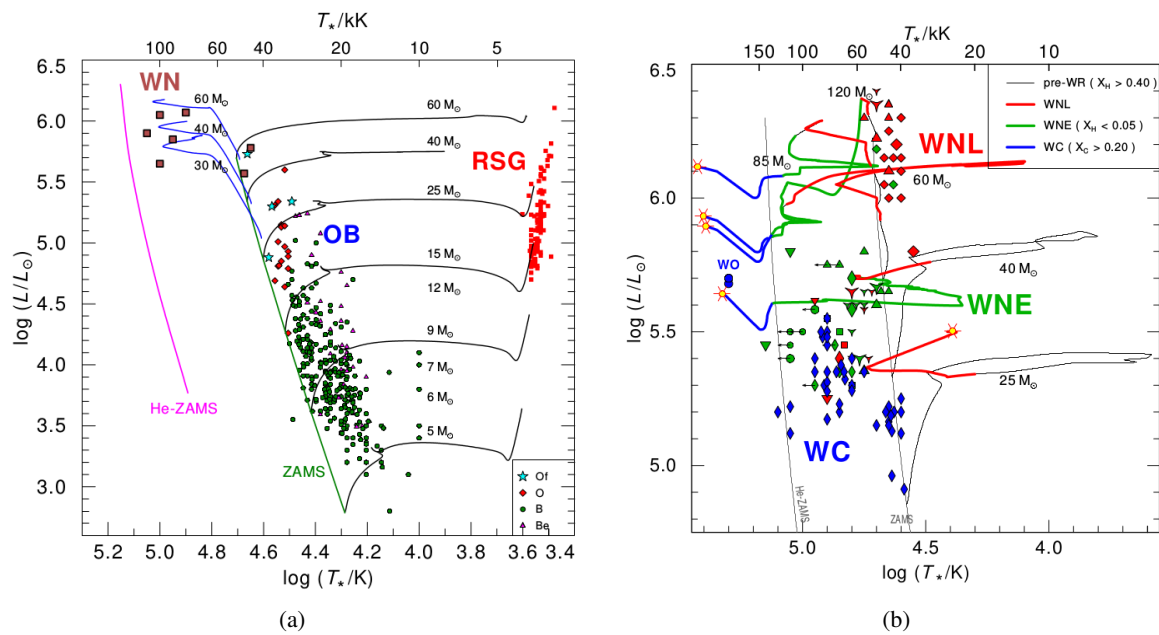 T*/kK
100 80 60 40 20 10 5
log (L/L⊙)
6.5
6.0
5.5
5.0
4.5
4.0
3.5
3.0
WN
60 M⊙
40 M⊙
30 M⊙
60 M⊙
40 M⊙
RSG
25 M⊙
OB
15 M⊙
12 M⊙
9 M⊙
7 M⊙
6 M⊙
He-ZAMS
5 M⊙
ZAMS
Of
O
B
Be
5.2 5.0 4.8 4.6 4.4 4.2 4.0 3.6 3.4
log (T*/K)
(a)
T*/kK
150 100 60 40 20 10
log (L/L⊙)
6.5
6.0
5.5
5.0
pre-WR ( XH > 0.40)
WNL
WNE ( XH < 0.05)
WC ( XC > 0.20)
120 M⊙
WNL
85 M⊙
60 M⊙
WO
40 M⊙
WNE
25 M⊙
WC
He-ZAMS
ZAMS
5.0 4.5 4.0
log (T*/K)
(b)